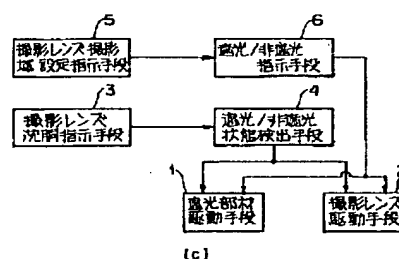 5
撮影レンズ撮影
域設定指示手段
6
遮光/非遮光
指示手段
3
撮影レンズ
沈胴指示手段
4
遮光/非遮光
状態検出手段
1
遮光部材
駆動手段
撮影レンズ
駆動手段
(c)